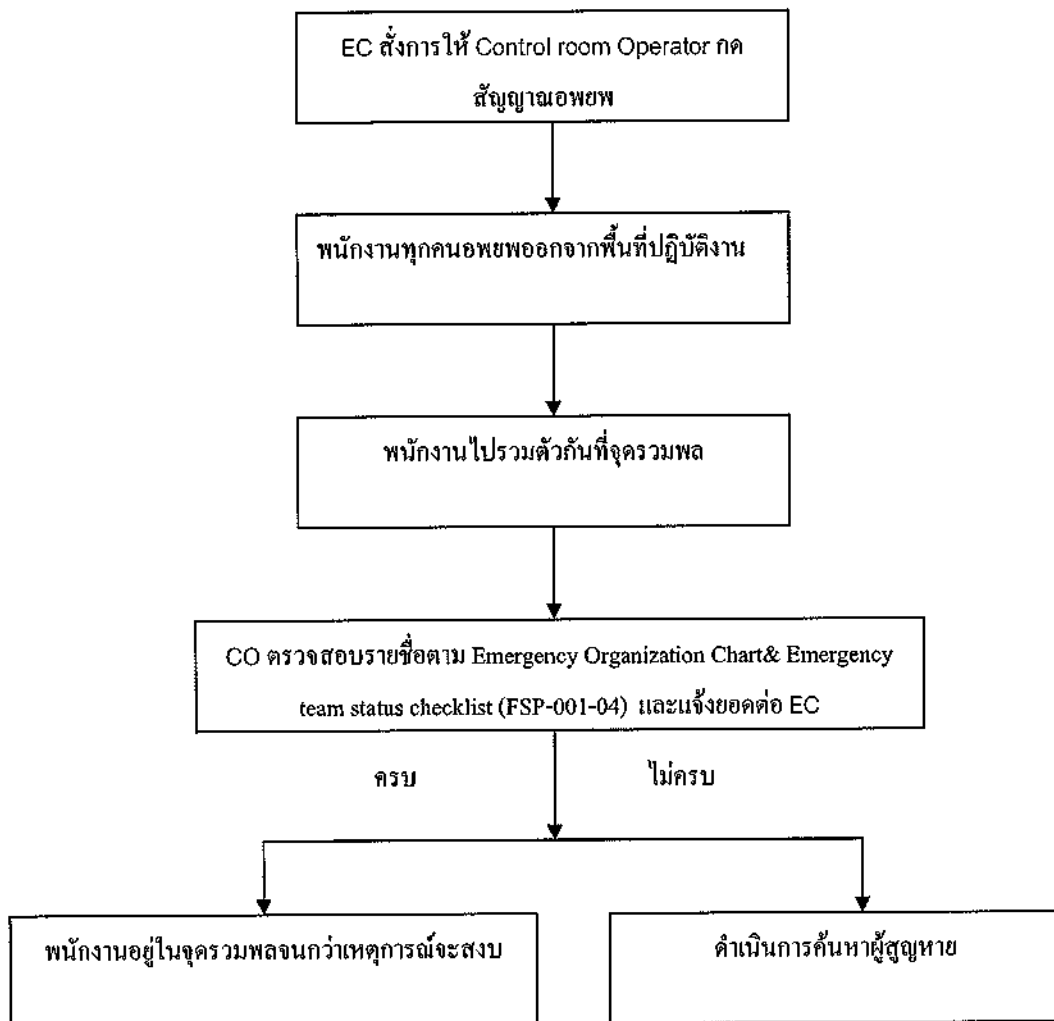 EC สั่งการให้ Control room Operator กด
สัญญาณอพยพ
พนักงานทุกคนอพยพออกจากพื้นที่ปฏิบัติงาน
พนักงานไปรวมตัวกันที่จุดรวมพล
CO ตรวจสอบรายชื่อตาม Emergency Organization Chart& Emergency
team status checklist (FSP-001-04) และแจ้งยอดต่อ EC
ครบ ไม่ครบ
พนักงานอยู่ในจุดรวมพลจนกว่าเหตุการณ์จะสงบ
ดำเนินการค้นหาผู้สูญหาย